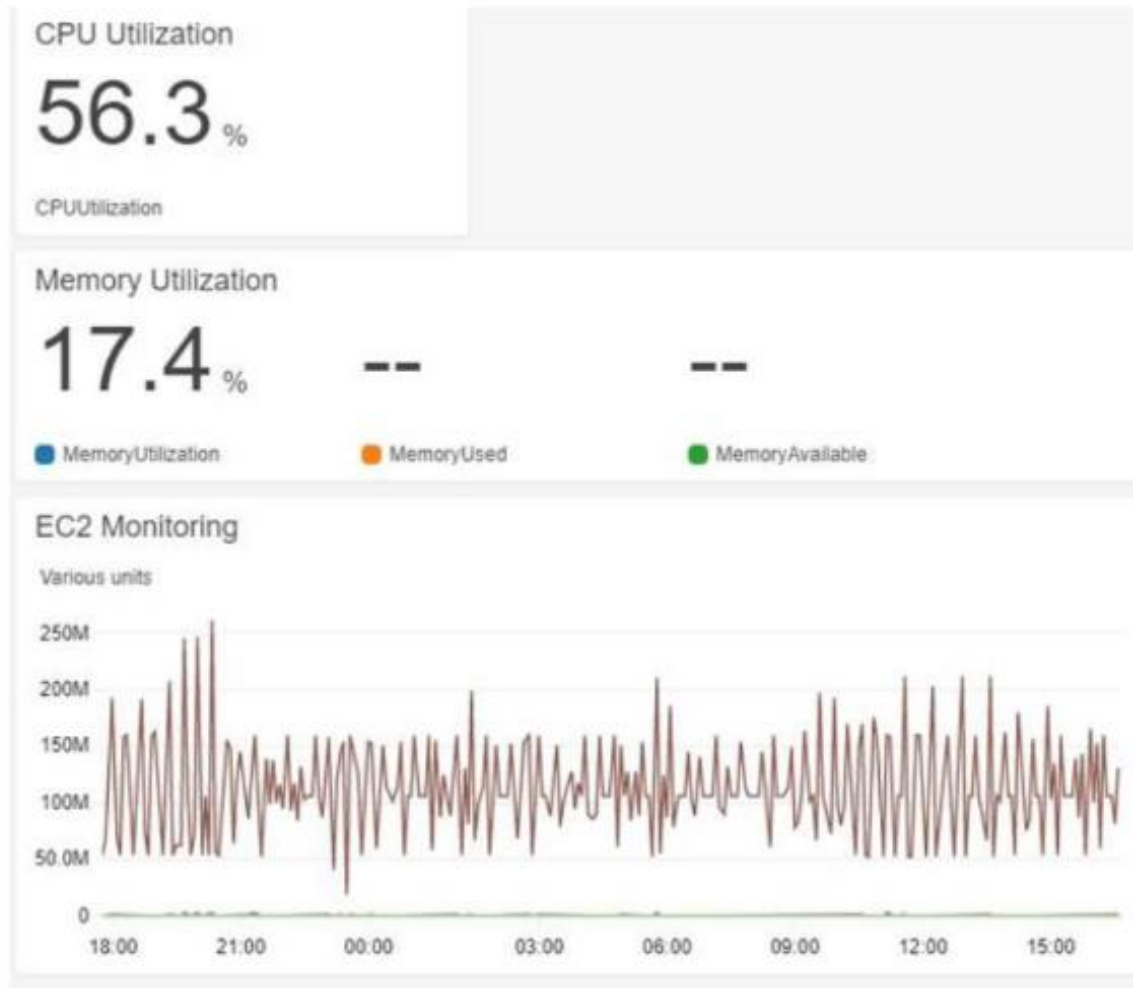 CPU Utilization
56.3 %
CPUUtilization
Memory Utilization
17.4 % -- --
MemoryUtilization MemoryUsed MemoryAvailable
EC2 Monitoring
Various units
250M
200M
150M
100M
50.0M
0
18:00 21:00 00:00 03:00 06:00 09:00 12:00 15:00